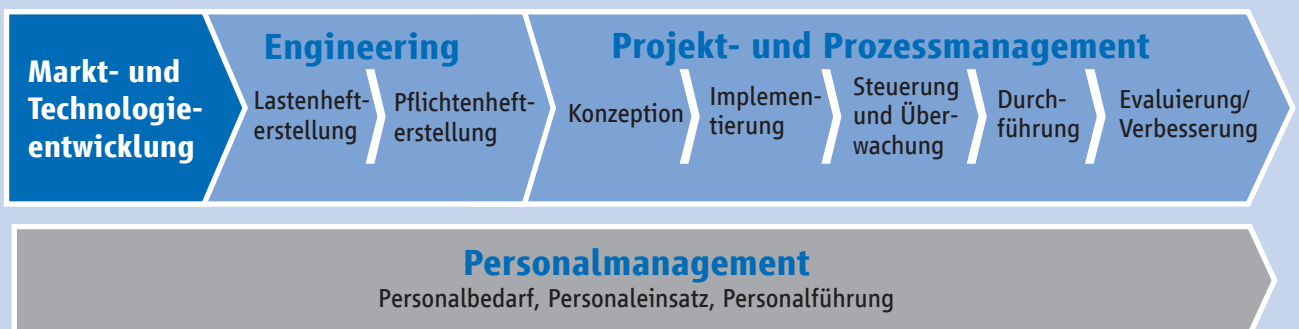 Markt- und
Technologie-
entwicklung
Engineering
Lastenheft-
erstellung
Pflichtenheft-
erstellung
Projekt- und Prozessmanagement
Konzeption
Implemen-
tierung
Steuerung
und Über-
wachung
Durch-
führung
Evaluierung/
Verbesserung
Personalmanagement
Personalbedarf, Personaleinsatz, Personalführung